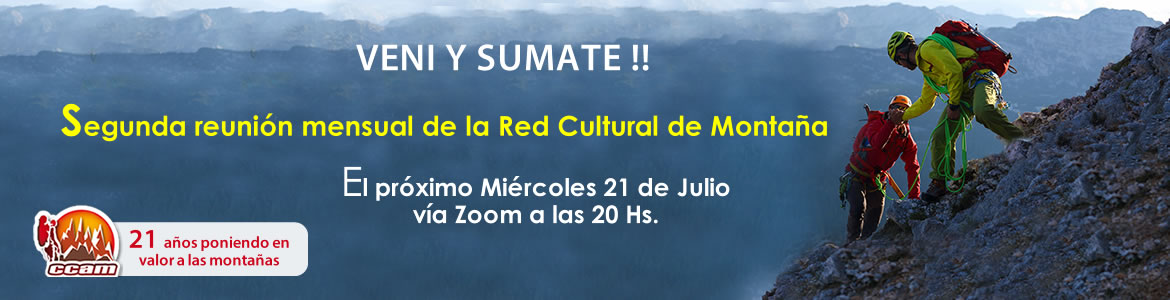 VENI Y SUMATE !!
Segunda reunión mensual de la Red Cultural de Montaña
El próximo Miércoles 21 de Julio
vía Zoom a las 20 Hs.
ccam
21 años poniendo en
valor a las montañas